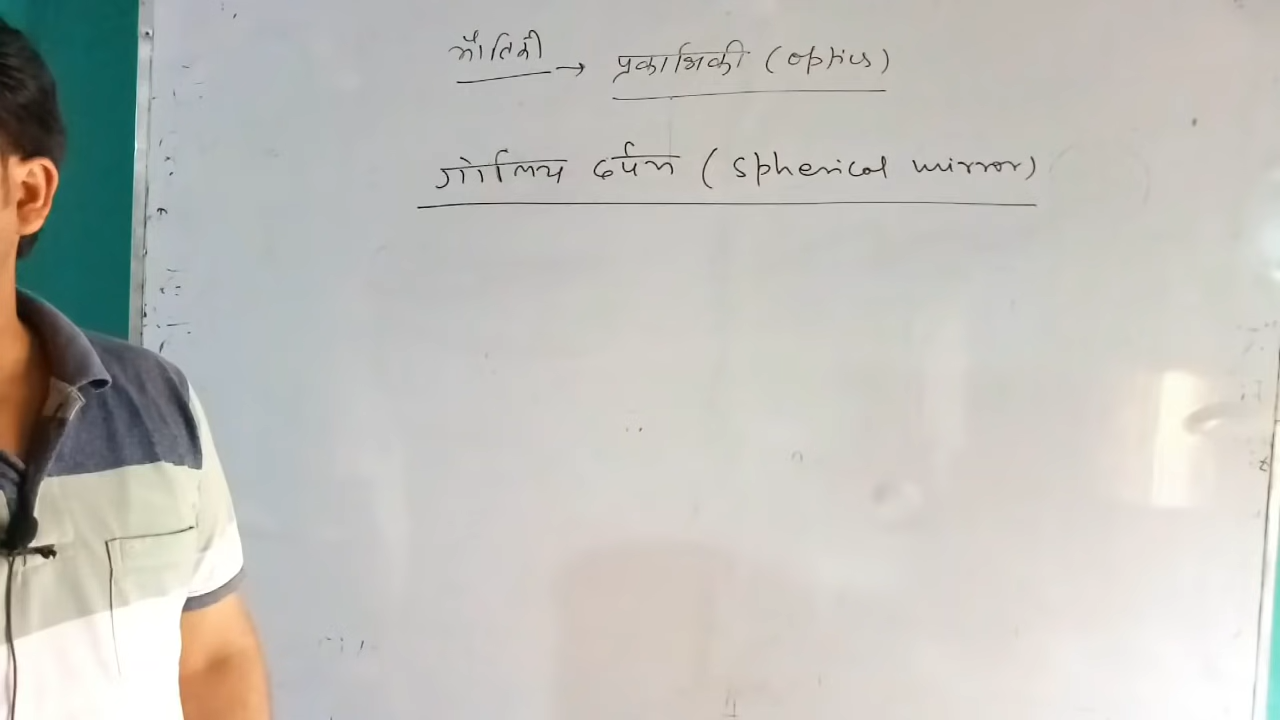 भौतिकी → प्रकाशिकी (optics)
गोलिय दर्पण (spherical mirror)